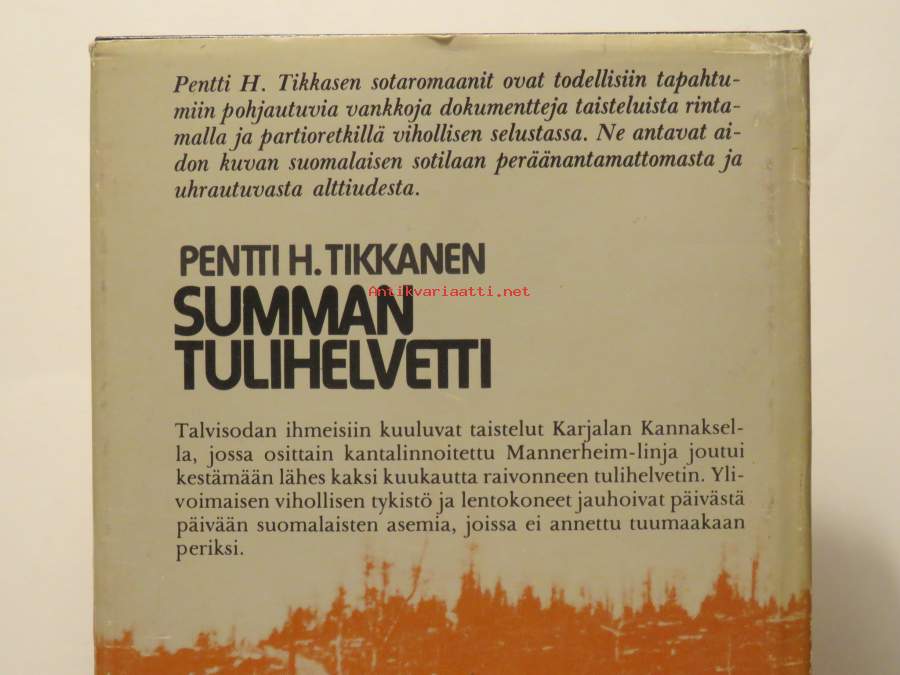 Pentti H. Tikkasen sotaromaanit ovat todellisiin tapahtu-
miin pohjautuvia vankkoja dokumentteja taisteluista rinta-
malla ja partioretkillä vihollisen selustassa. Ne antavat ai-
don kuvan suomalaisen sotilaan peräänantamattomasta ja
uhrautuvasta alttiudesta.
PENTTI H. TIKKANEN
Antikvariaatti.net
SUMMAN
TULIHELVETTI
Talvisodan ihmeisiin kuuluvat taistelut Karjalan Kannaksel-
la, jossa osittain kantalinnoitettu Mannerheim-linja joutui
kestämään lähes kaksi kuukautta raivonneen tulihelvetin. Yli-
voimaisen vihollisen tykistö ja lentokoneet jauhoivat päivästä
päivään suomalaisten asemia, joissa ei annettu tuumaakaan
periksi.